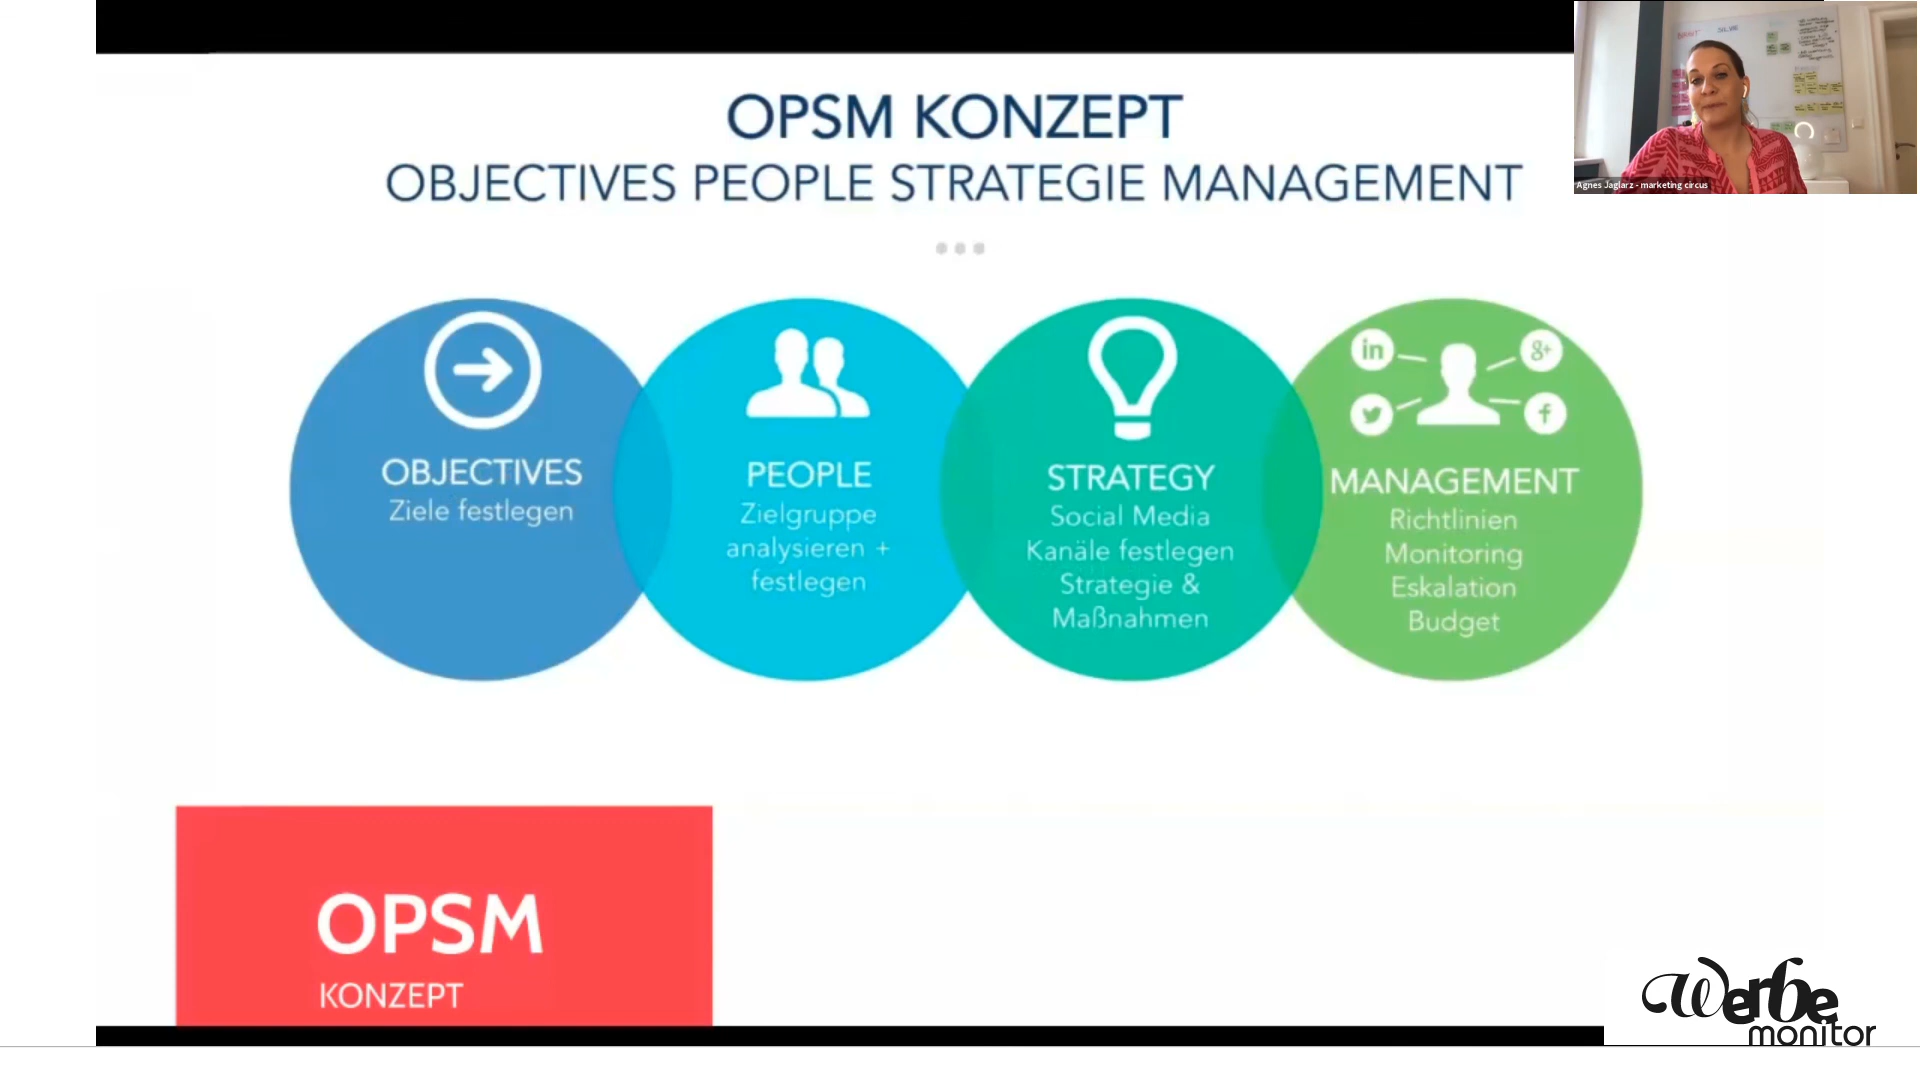 OPSM KONZEPT
OBJECTIVES PEOPLE STRATEGIE MANAGEMENT
OBJECTIVES
Ziele festlegen
PEOPLE
Zielgruppe
analysieren +
festlegen
STRATEGY
Social Media
Kanäle festlegen
Strategie &
Maßnahmen
in
g+
f
MANAGEMENT
Richtlinien
Monitoring
Eskalation
Budget
OPSM
KONZEPT
Agnes Jaglarz - marketing circus
Werbe
monitor